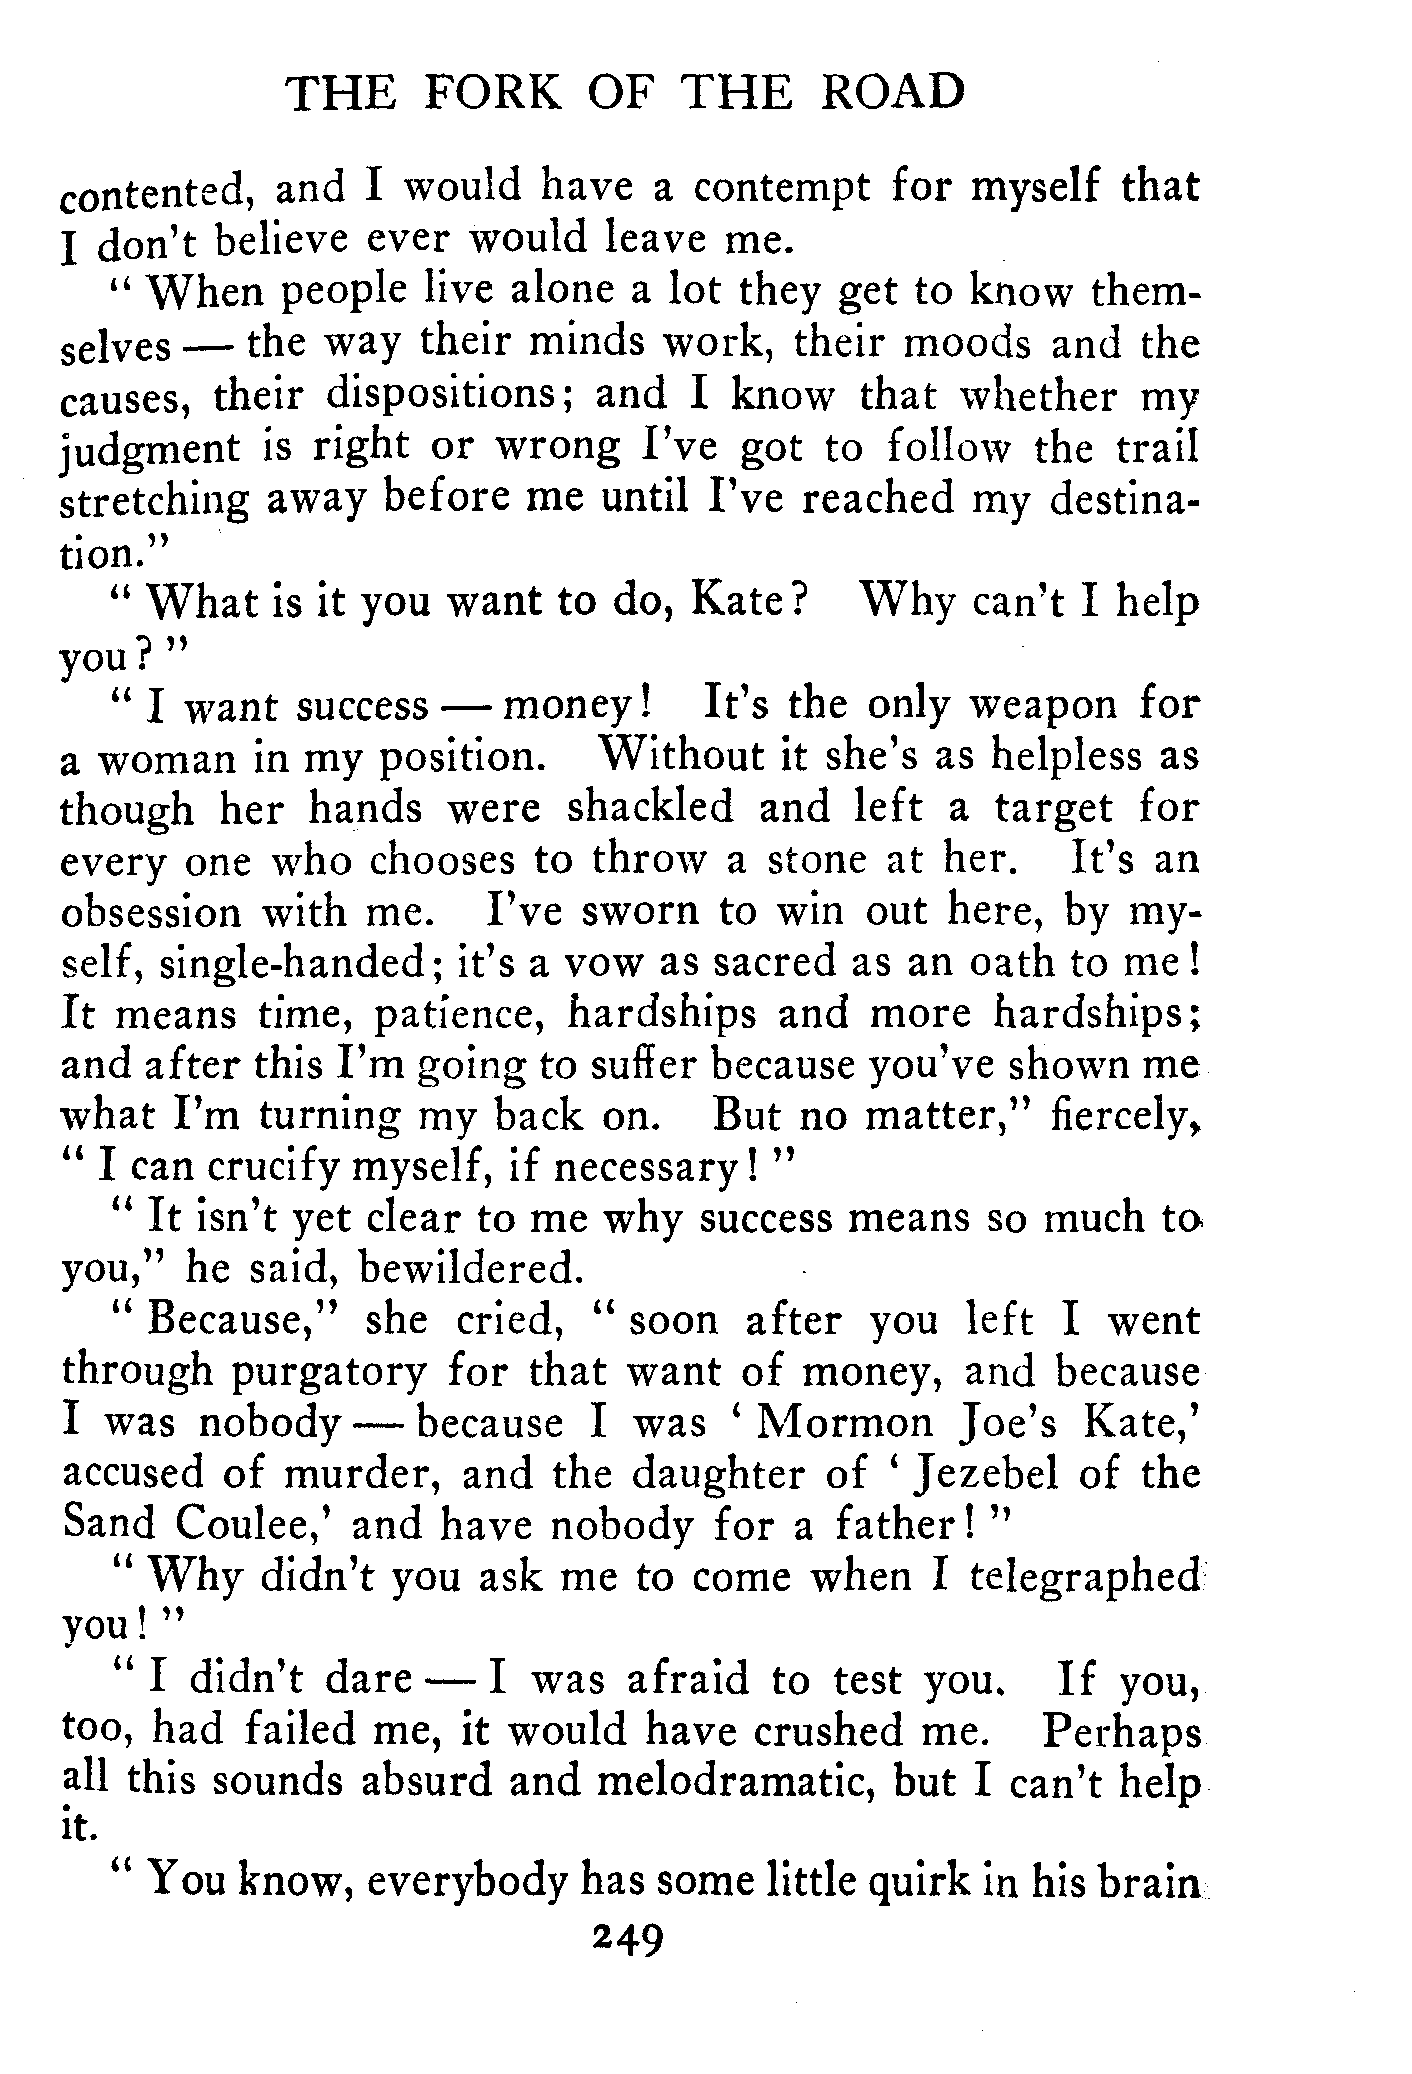 THE FORK OF THE ROAD
contented, and I would have a contempt for myself that
I don't believe ever would leave me.
" When people live alone a lot they get to know them-
selves — the way their minds work, their moods and the
causes, their dispositions; and I know that whether my
judgment is right or wrong I've got to follow the trail
stretching away before me until I've reached my destina-
tion."
" What is it you want to do, Kate? Why can't I help
you? "
" I want success — money! It's the only weapon for
a woman in my position. Without it she's as helpless as
though her hands were shackled and left a target for
every one who chooses to throw a stone at her. It's an
obsession with me. I've sworn to win out here, by my-
self, single-handed; it's a vow as sacred as an oath to me!
It means time, patience, hardships and more hardships;
and after this I'm going to suffer because you've shown me
what I'm turning my back on. But no matter," fiercely,
" I can crucify myself, if necessary! "
" It isn't yet clear to me why success means so much to
you," he said, bewildered.
" Because," she cried, " soon after you left I went
through purgatory for that want of money, and because
I was nobody — because I was ' Mormon Joe's Kate,'
accused of murder, and the daughter of ' Jezebel of the
Sand Coulee,' and have nobody for a father! "
" Why didn't you ask me to come when I telegraphed
you! "
" I didn't dare — I was afraid to test you. If you,
too, had failed me, it would have crushed me. Perhaps
all this sounds absurd and melodramatic, but I can't help
it.
" You know, everybody has some little quirk in his brain
249